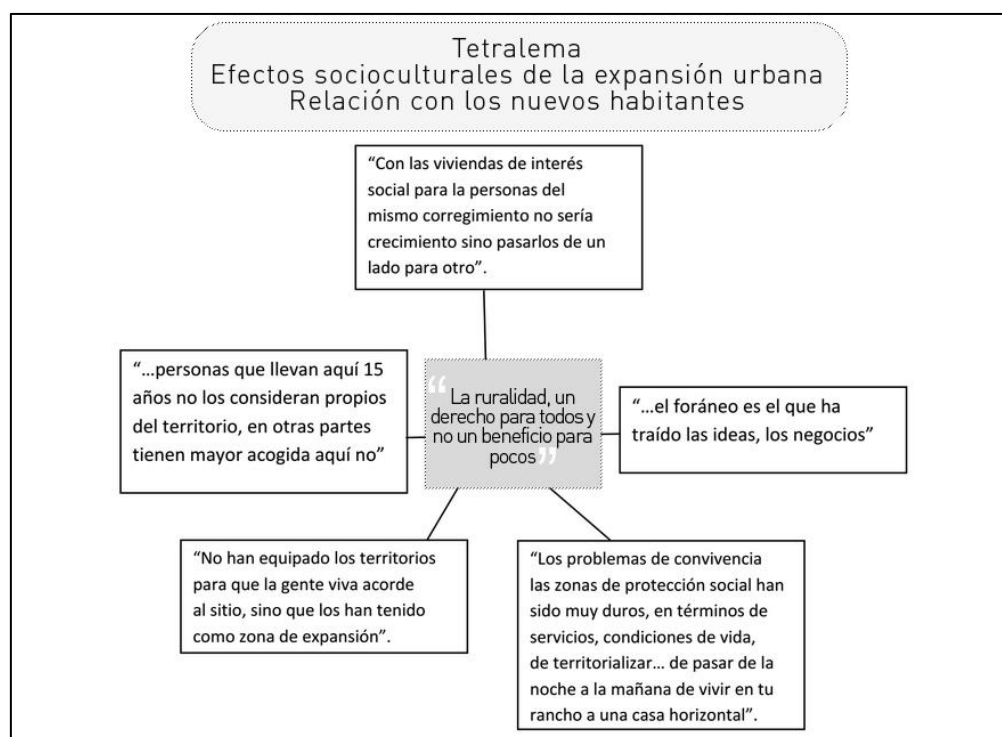 Tetralema
Efectos socioculturales de la expansión urbana
Relación con los nuevos habitantes
“Con las viviendas de interés
social para la personas del
mismo corregimiento no sería
crecimiento sino pasarlos de un
lado para otro”.
“...personas que llevan aquí 15
años no los consideran propios
del territorio, en otras partes
tienen mayor acogida aquí no”
“La ruralidad, un
derecho para todos y
no un beneficio para
pocos”
“...el foráneo es el que ha
traído las ideas, los negocios”
“No han equipado los territorios
para que la gente viva acorde
al sitio, sino que los han tenido
como zona de expansión”.
“Los problemas de convivencia
las zonas de protección social han
sido muy duros, en términos de
servicios, condiciones de vida,
de territorializar... de pasar de la
noche a la mañana de vivir en tu
rancho a una casa horizontal”.